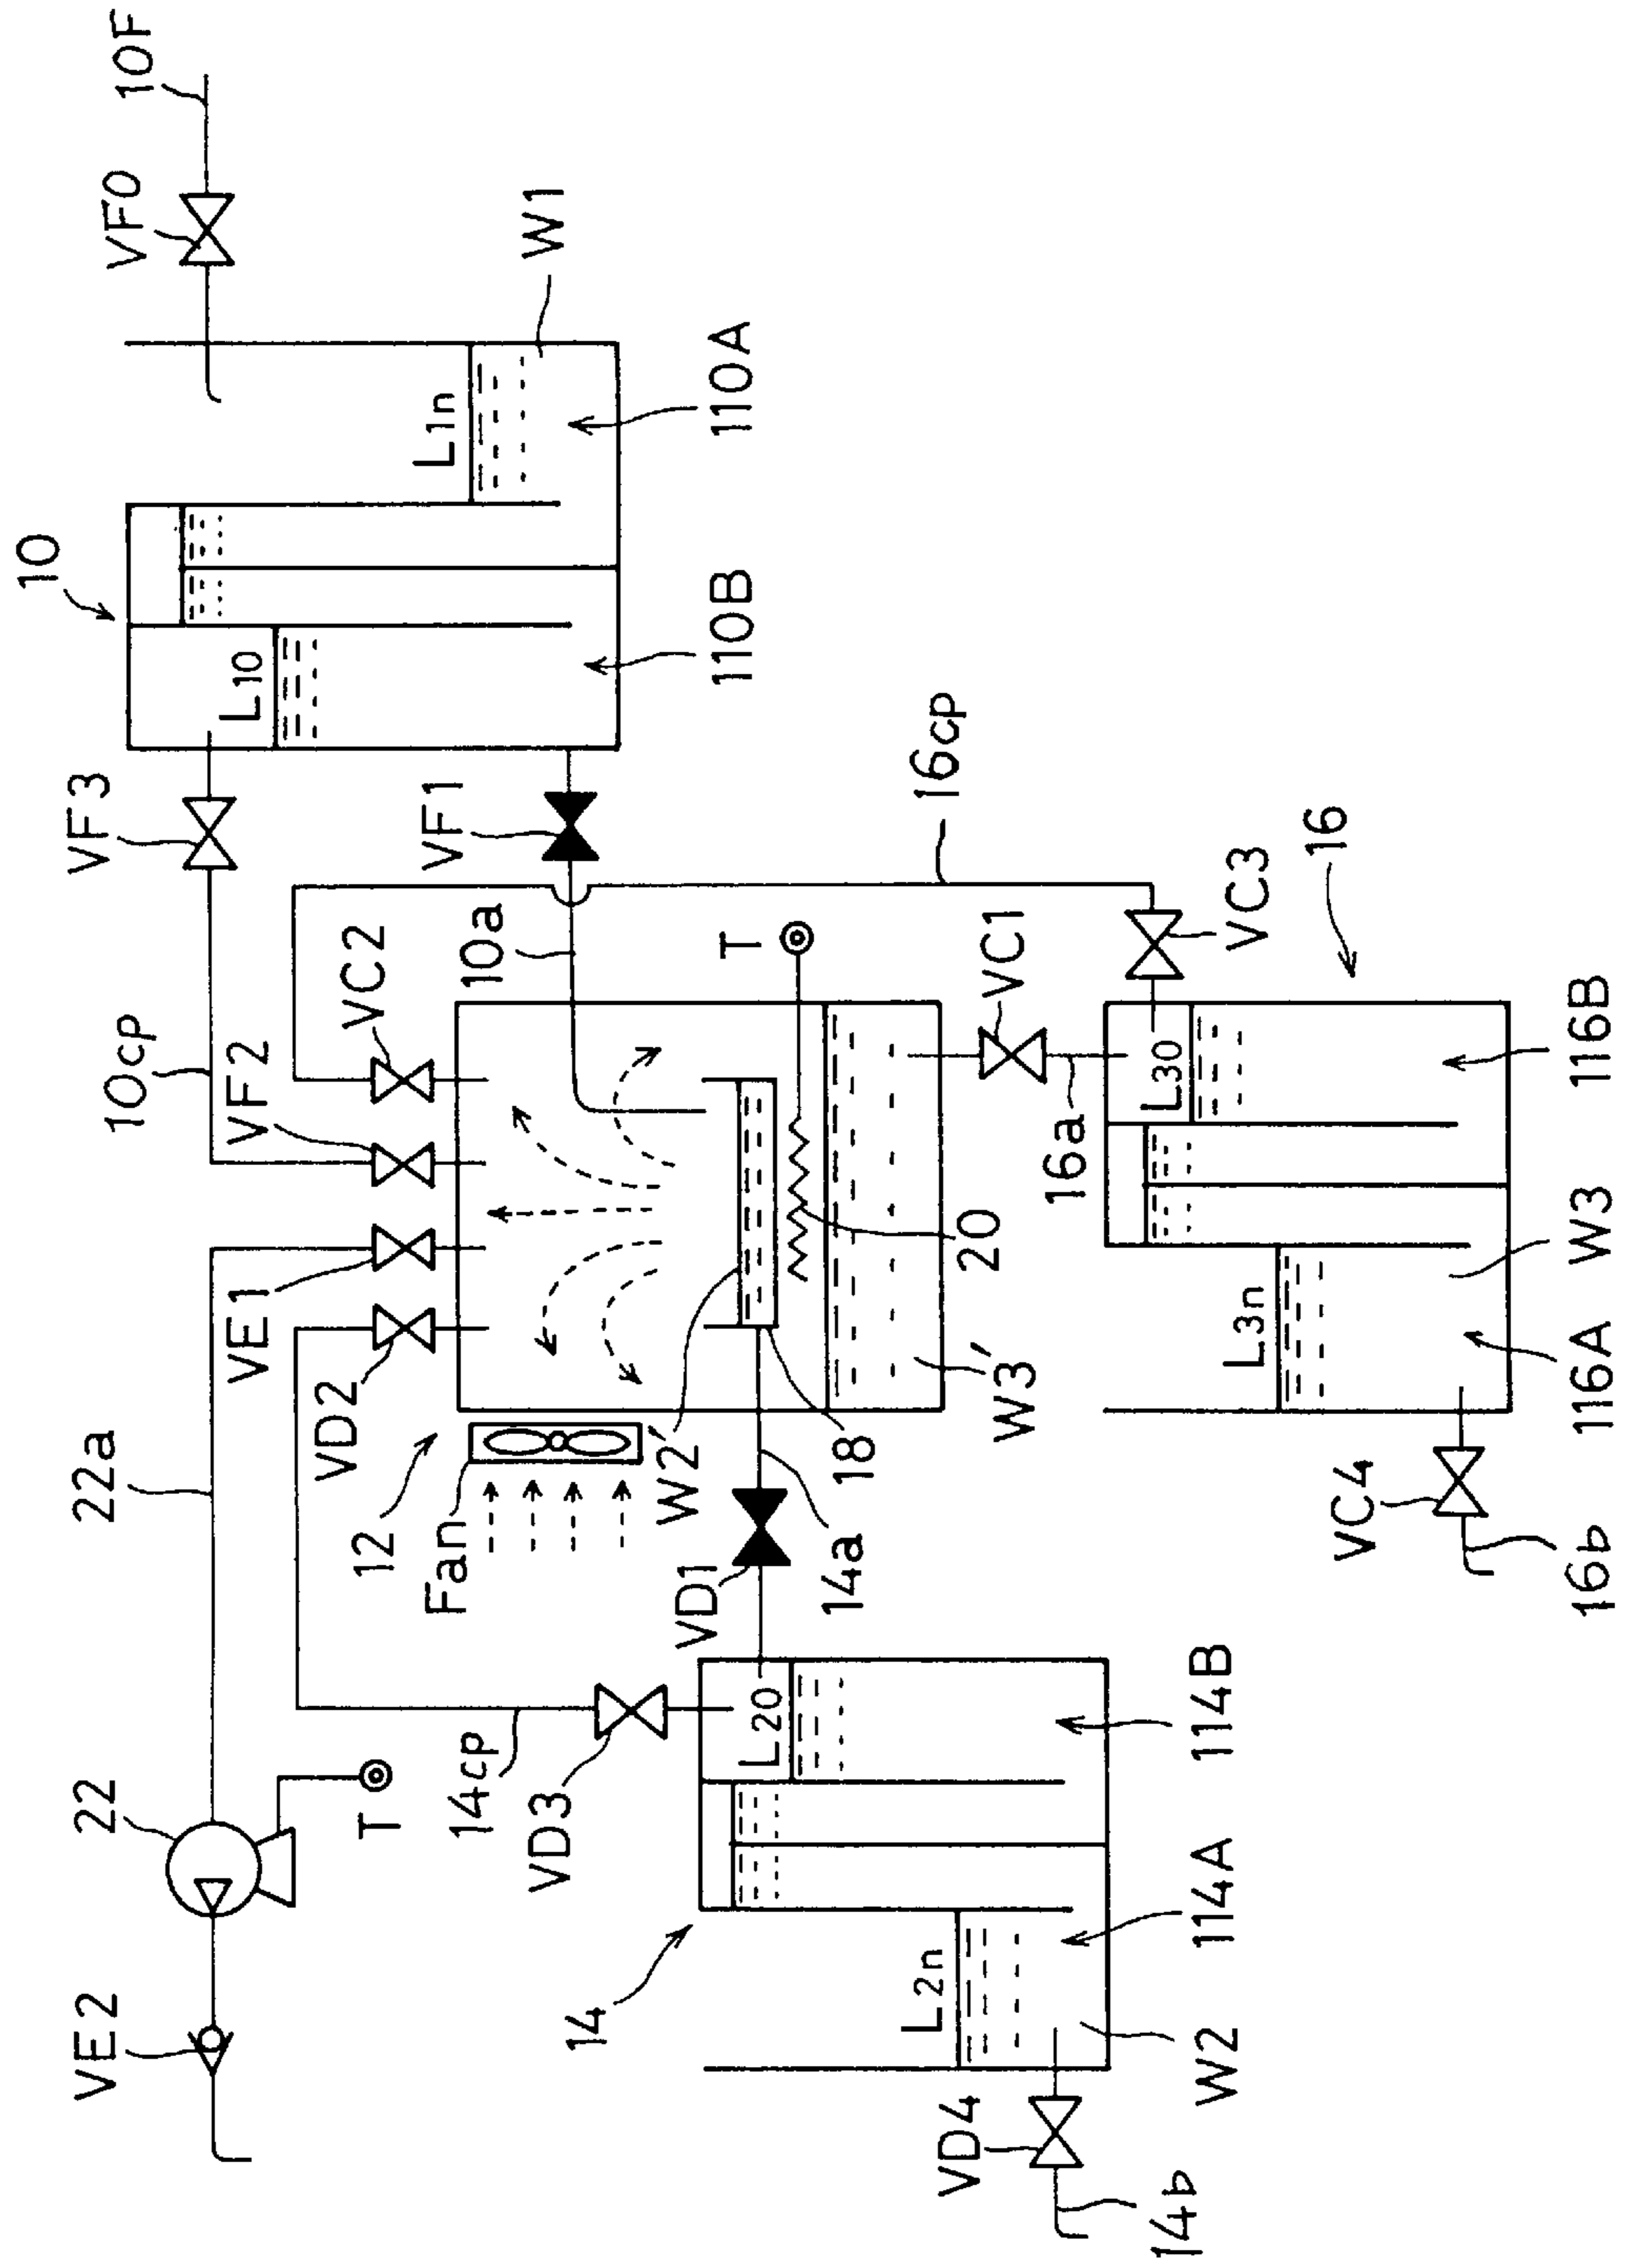 10F
VF0
W1
L1n
110A
10
L10
110B
VF3
VF1
16cp
16
VC3
10a
T
VC1
VC2
10cp
VF2
L30
116B
16a
20
W3
VE1
VD2
W3'
L3n
116A
22a
12
Fan
W2'
18
14a
VC4
16b
VD1
14cp
VD3
L20
114B
22
T
114A
14
L2n
W2
VE2
VD4
14b